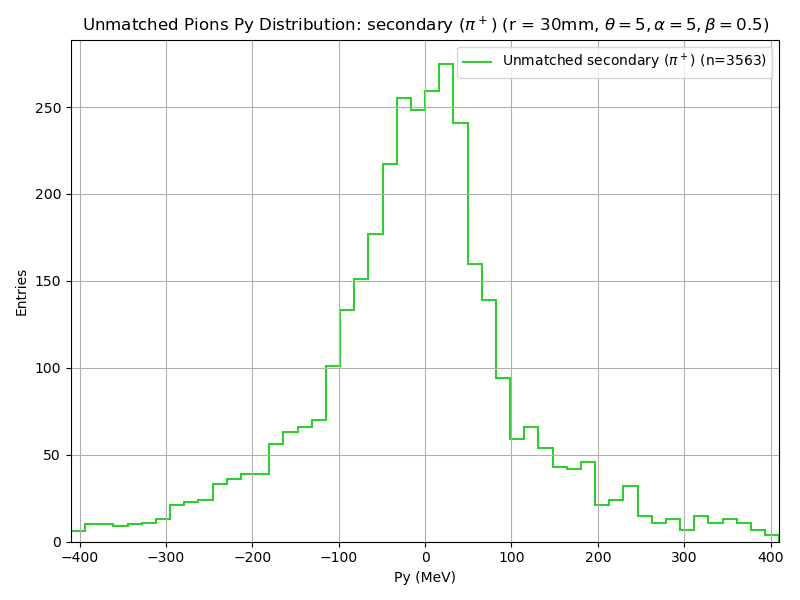 Unmatched Pions Py Distribution: secondary (π⁺) (r = 30mm, θ = 5, α = 5, β = 0.5)
Unmatched secondary (π⁺) (n=3563)
250
200
150
100
50
0
Entries
−400 −300 −200 −100 0 100 200 300 400
Py (MeV)